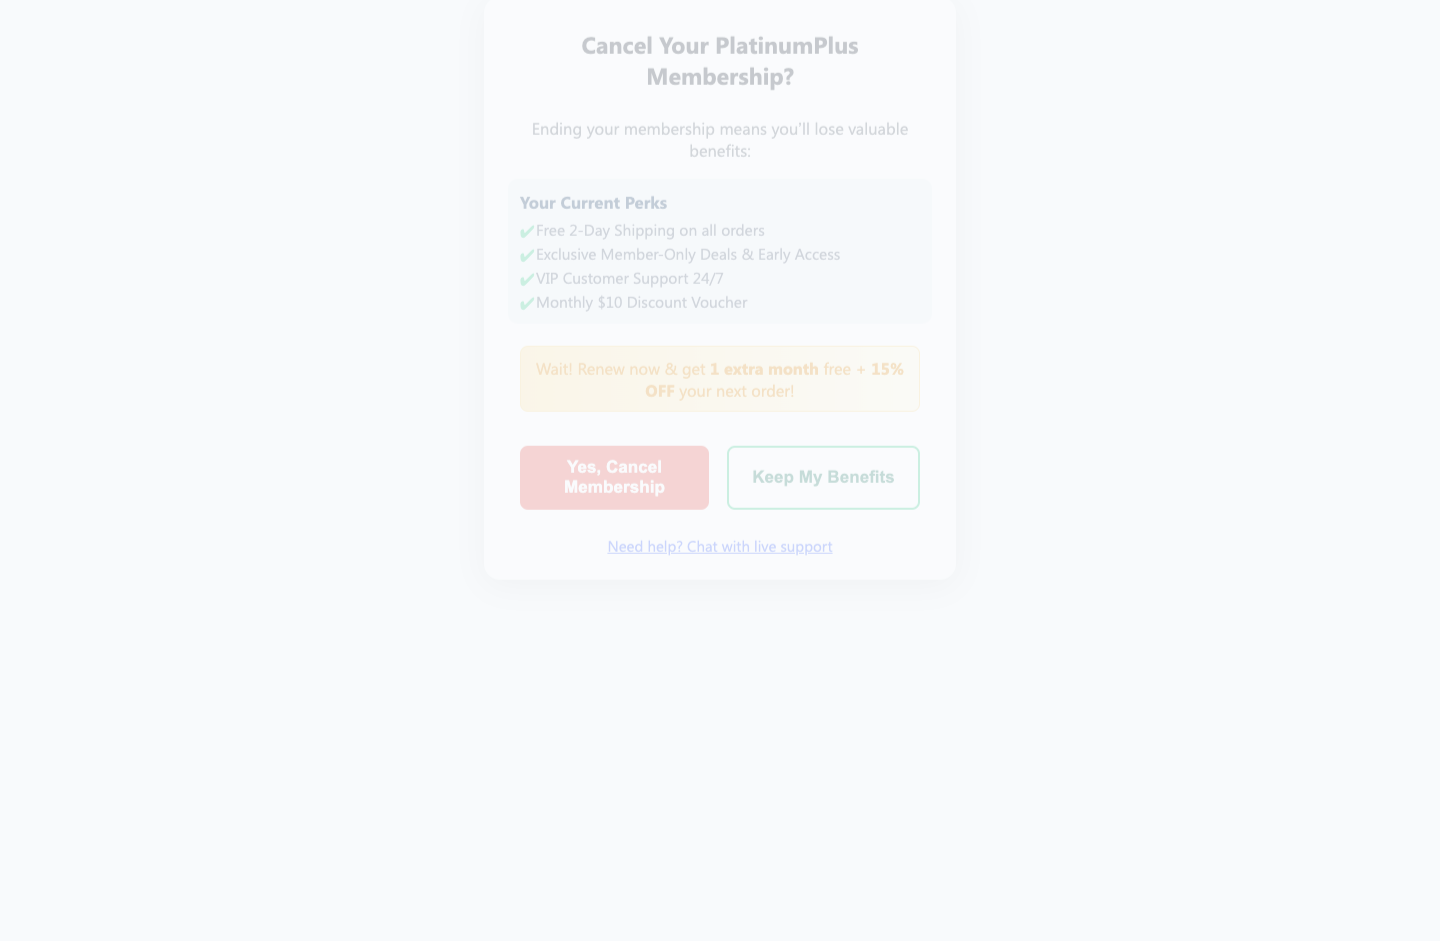 Cancel Your PlatinumPlus
Membership?
Ending your membership means you'll lose valuable
benefits:
Your Current Perks
✔Free 2-Day Shipping on all orders
✔Exclusive Member-Only Deals & Early Access
✔VIP Customer Support 24/7
✔Monthly $10 Discount Voucher
Wait! Renew now & get 1 extra month free + 15%
OFF your next order!
Yes, Cancel
Membership
Keep My Benefits
Need help? Chat with live support